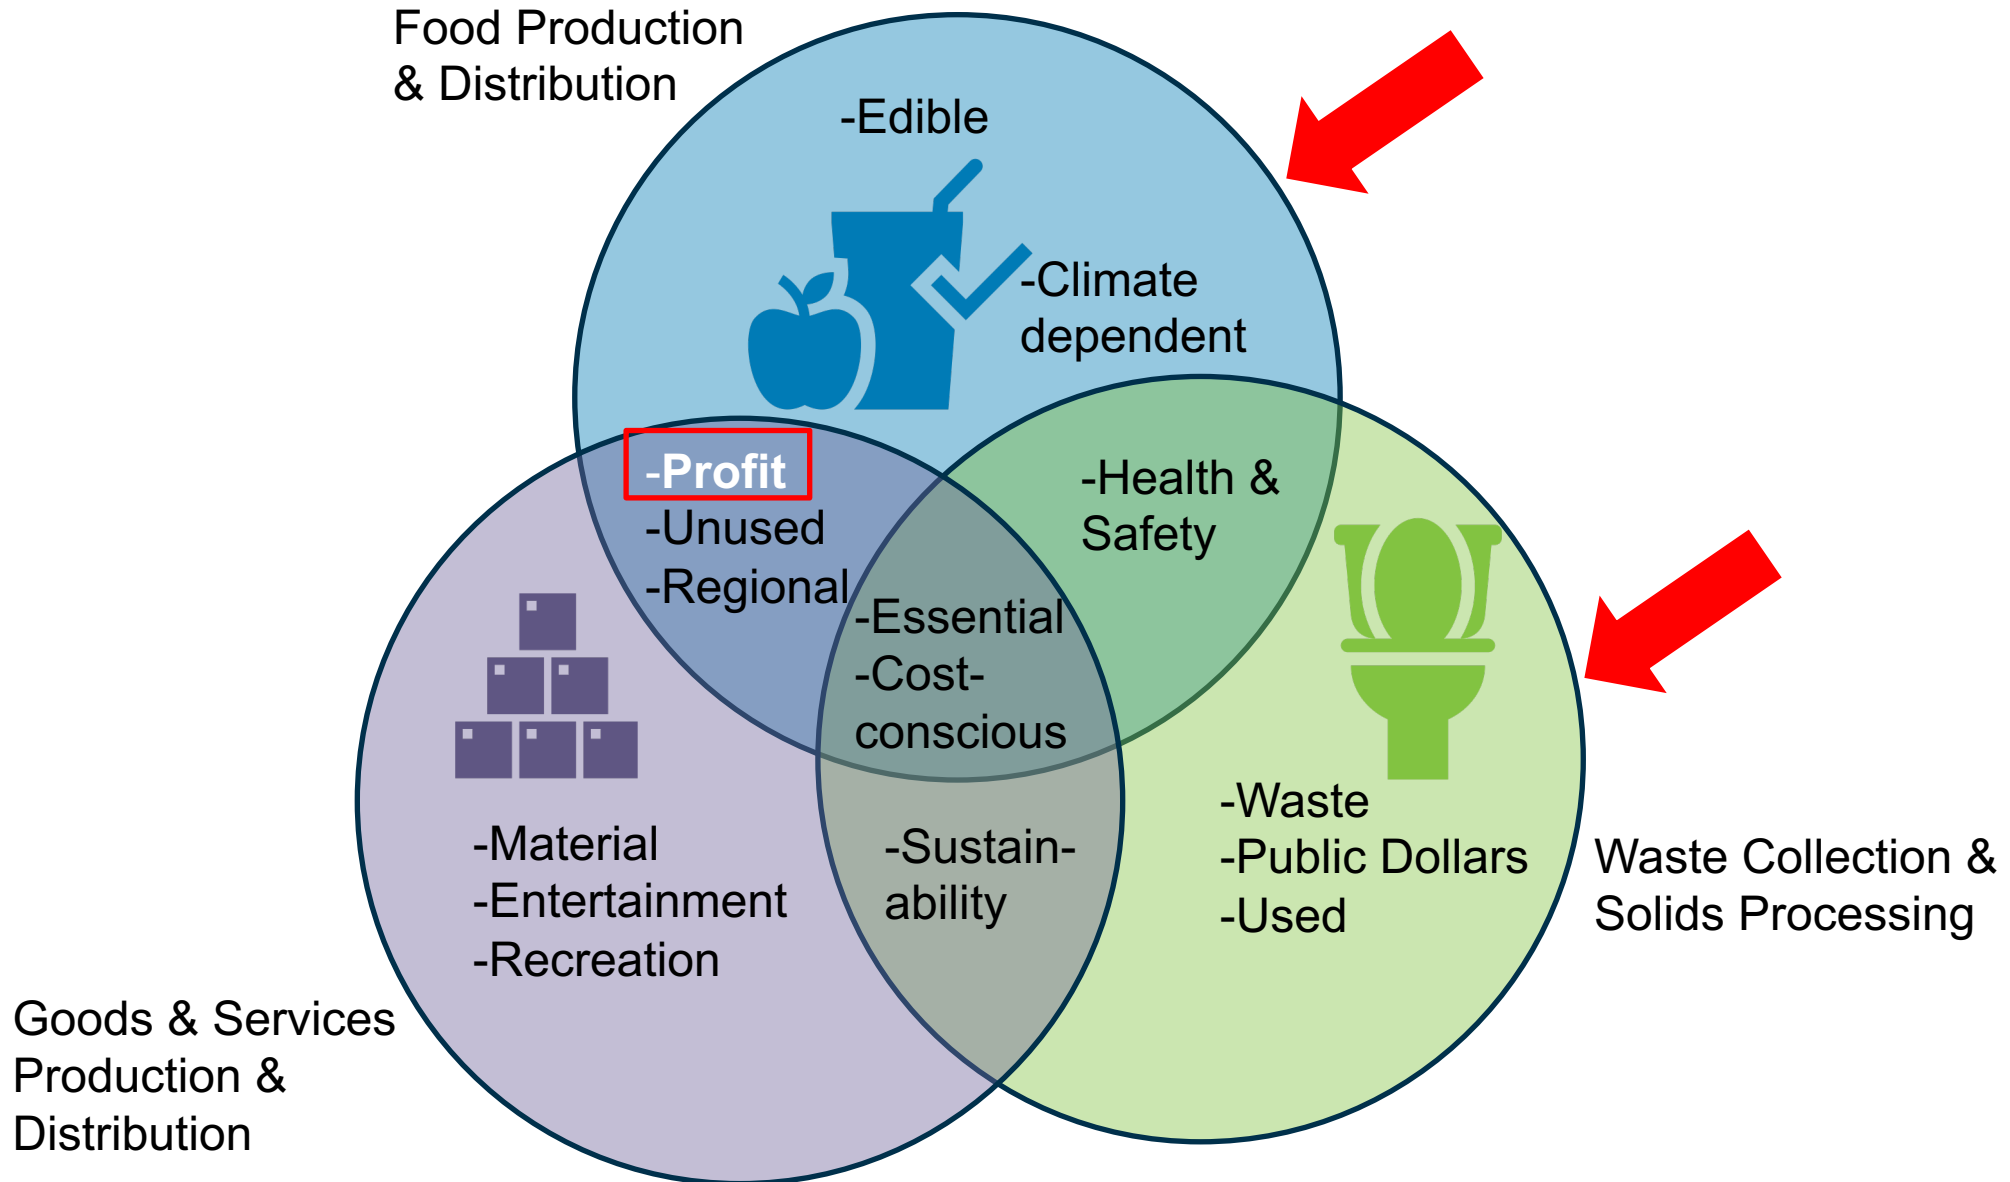 Food Production
& Distribution
-Edible
-Climate
dependent
-Profit
-Unused
-Regional
-Health &
Safety
-Essential
-Cost-
conscious
-Sustain-
ability
-Material
-Entertainment
-Recreation
-Waste
-Public Dollars
-Used
Waste Collection &
Solids Processing
Goods & Services
Production &
Distribution